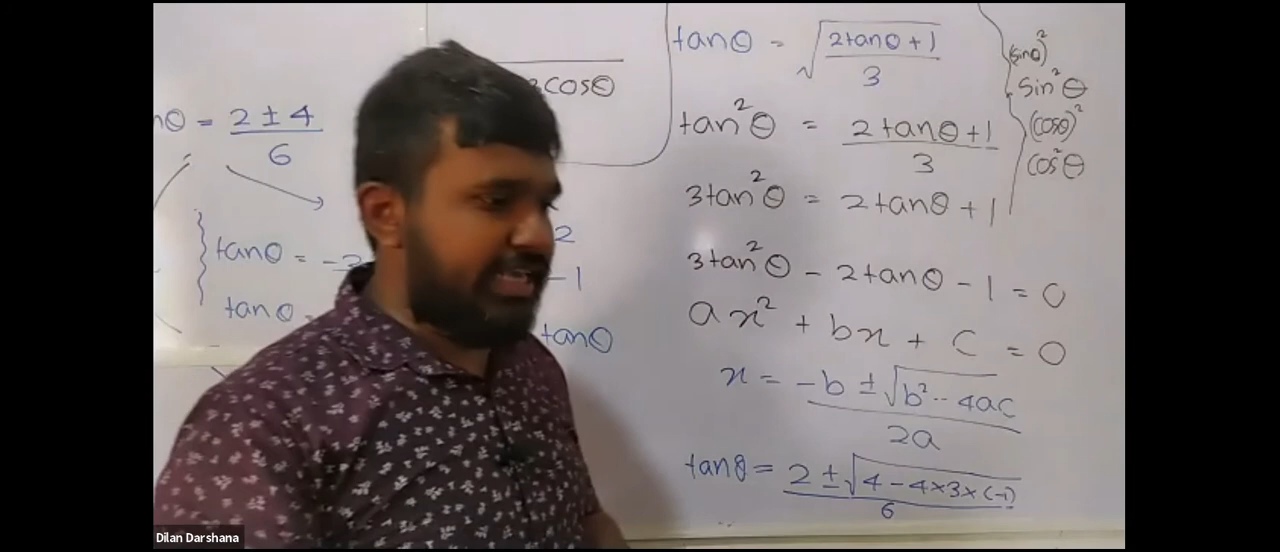 cosθ
nθ = 2 ± 4 / 6
tanθ = -2
tanθ
2
-1
tanθ
tanθ = √((2tanθ + 1) / 3)
tan²θ = (2tanθ + 1) / 3
3tan²θ = 2tanθ + 1
3tan²θ - 2tanθ - 1 = 0
ax² + bx + c = 0
x = (-b ± √(b² - 4ac)) / 2a
tanθ = (2 ± √(4 - 4×3×(-1))) / 6
(sinθ)²
sin²θ
(cosθ)²
cos²θ
Dilan Darshana